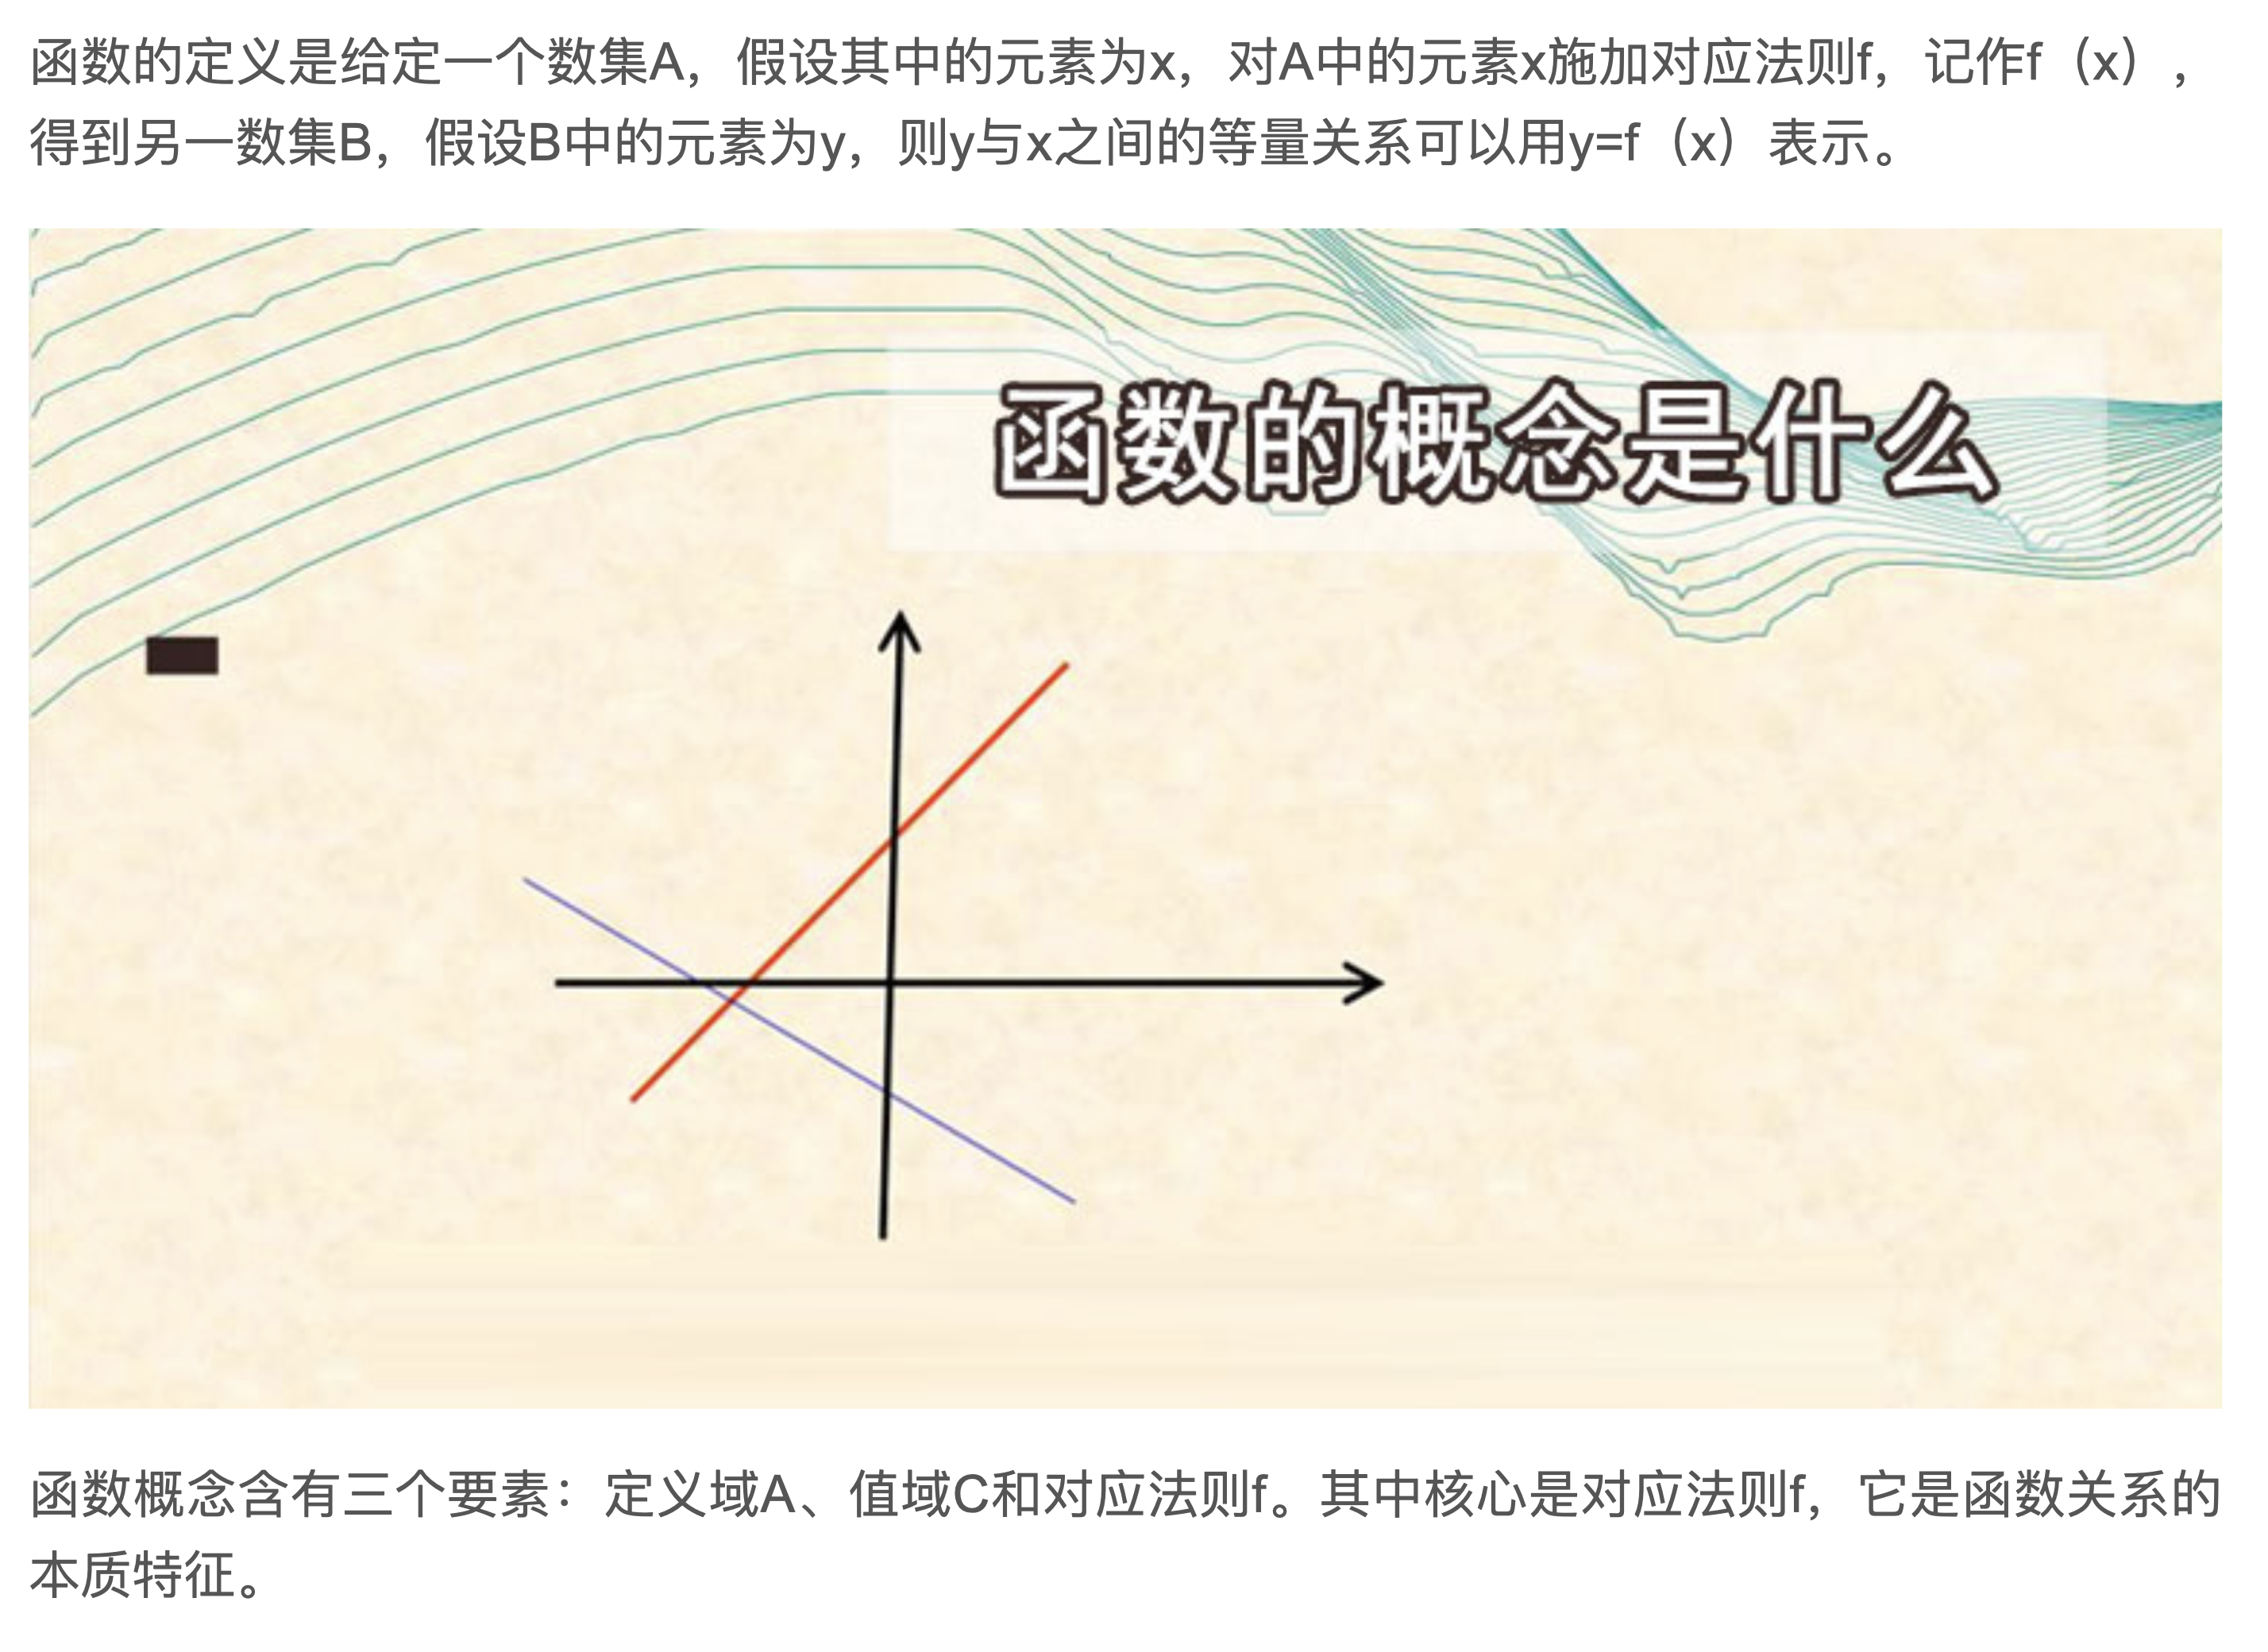 函数的定义是给定一个数集A，假设其中的元素为x，对A中的元素x施加对应法则f，记作f（x），
得到另一数集B，假设B中的元素为y，则y与x之间的等量关系可以用y=f（x）表示。
函数的概念是什么
函数概念含有三个要素：定义域A、值域C和对应法则f。其中核心是对应法则f，它是函数关系的
本质特征。